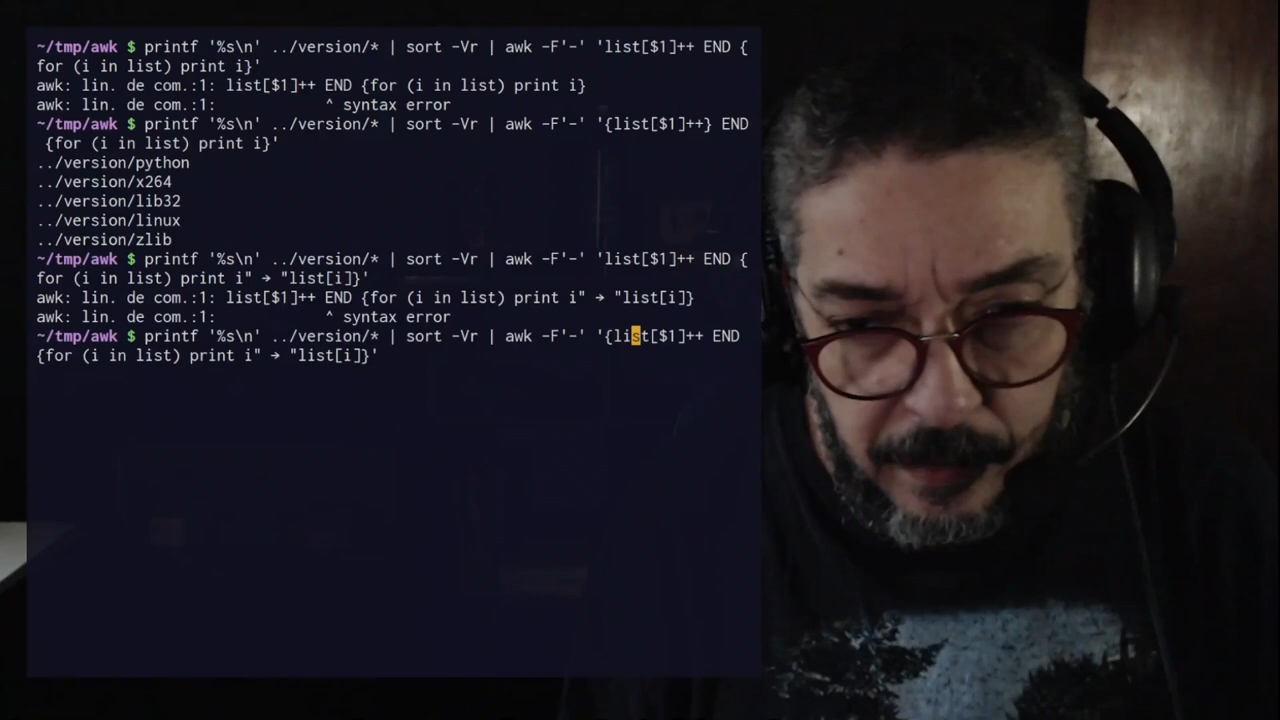 ~/tmp/awk $ printf '%s\n' ../version/* | sort -Vr | awk -F'-' 'list[$1]++ END {
for (i in list) print i}'
awk: lin. de com.:1: list[$1]++ END {for (i in list) print i}
awk: lin. de com.:1:             ^ syntax error
~/tmp/awk $ printf '%s\n' ../version/* | sort -Vr | awk -F'-' '{list[$1]++} END
 {for (i in list) print i}'
../version/python
../version/x264
../version/lib32
../version/linux
../version/zlib
~/tmp/awk $ printf '%s\n' ../version/* | sort -Vr | awk -F'-' 'list[$1]++ END {
for (i in list) print i" → "list[i]}'
awk: lin. de com.:1: list[$1]++ END {for (i in list) print i" → "list[i]}
awk: lin. de com.:1:             ^ syntax error
~/tmp/awk $ printf '%s\n' ../version/* | sort -Vr | awk -F'-' '{list[$1]++ END
{for (i in list) print i" → "list[i]}'